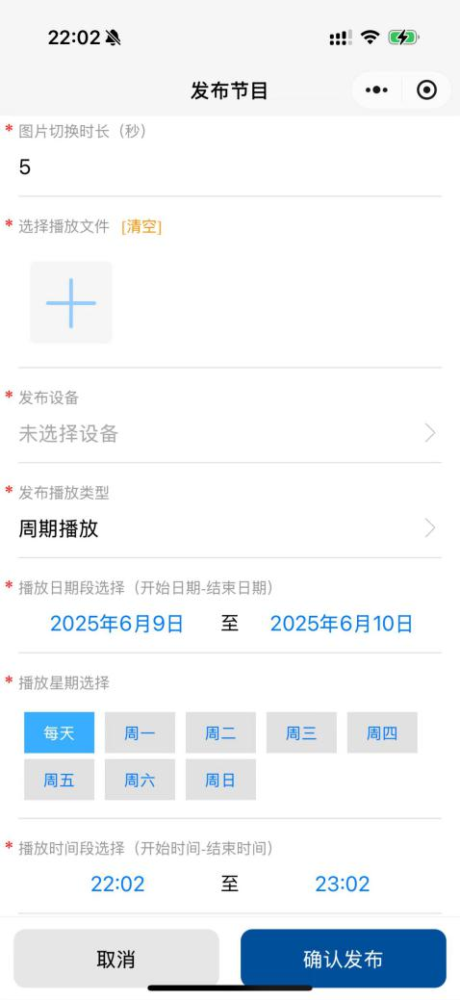 22:02
发布节目
* 图片切换时长（秒）
5
* 选择播放文件 [清空]
* 发布设备
未选择设备
* 发布播放类型
周期播放
* 播放日期段选择（开始日期-结束日期）
2025年6月9日 至 2025年6月10日
* 播放星期选择
每天 周一 周二 周三 周四
周五 周六 周日
* 播放时间段选择（开始时间-结束时间）
22:02 至 23:02
取消 确认发布